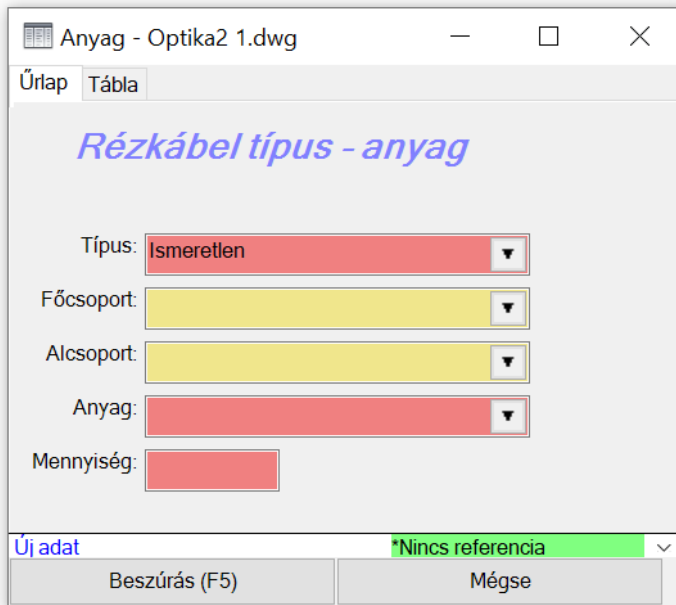 Anyag - Optika2 1.dwg
Űrlap Tábla
Rézkábel típus - anyag
Típus: Ismeretlen
Főcsoport:
Alcsoport:
Anyag:
Mennyiség:
Új adat *Nincs referencia
Beszúrás (F5) Mégse